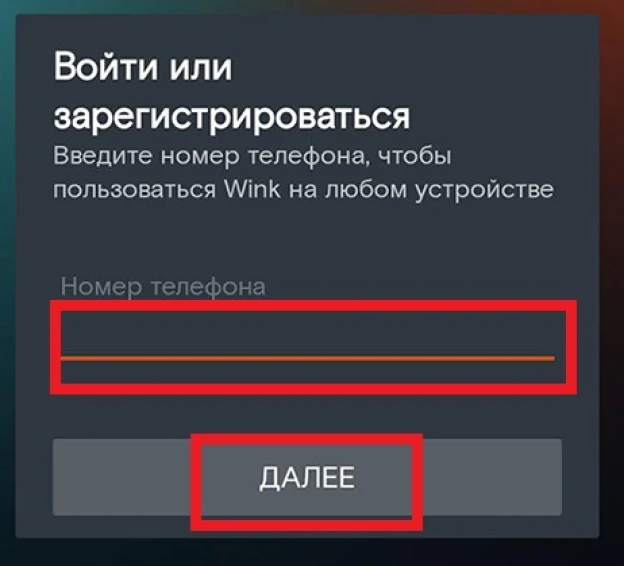 Войти или
зарегистрироваться
Введите номер телефона, чтобы
пользоваться Wink на любом устройстве
Номер телефона
ДАЛЕЕ